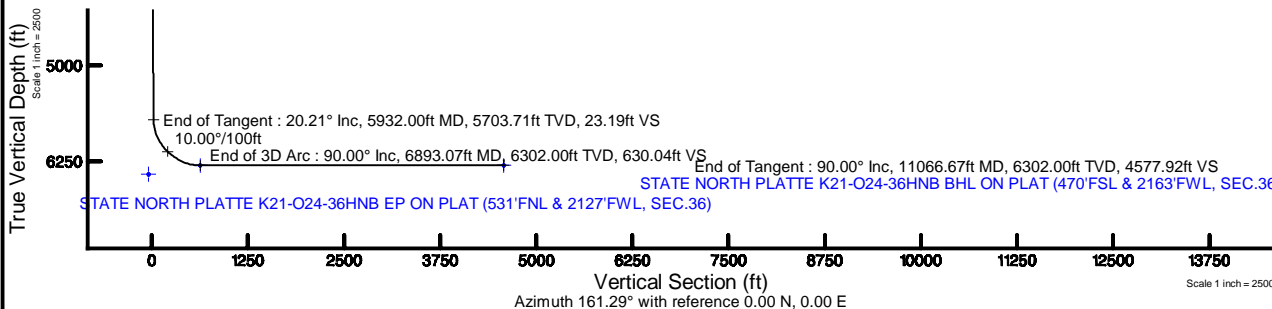 True Vertical Depth (ft)
Scale 1 inch = 2500
5000
6250
End of Tangent : 20.21° Inc, 5932.00ft MD, 5703.71ft TVD, 23.19ft VS
10.00°/100ft
End of 3D Arc : 90.00° Inc, 6893.07ft MD, 6302.00ft TVD, 630.04ft VS
End of Tangent : 90.00° Inc, 11066.67ft MD, 6302.00ft TVD, 4577.92ft VS
STATE NORTH PLATTE K21-O24-36HNB BHL ON PLAT (470'FSL & 2163'FWL, SEC.36
STATE NORTH PLATTE K21-O24-36HNB EP ON PLAT (531'FNL & 2127'FWL, SEC.36)
0 1250 2500 3750 5000 6250 7500 8750 10000 11250 12500 13750
Vertical Section (ft)
Scale 1 inch = 2500
Azimuth 161.29° with reference 0.00 N, 0.00 E